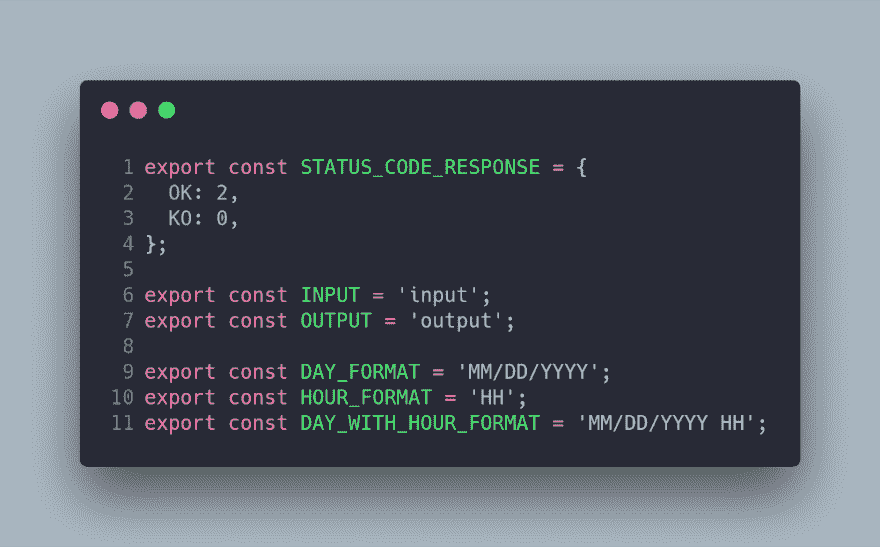 1 export const STATUS_CODE_RESPONSE = {
2   OK: 2,
3   KO: 0,
4 };
5
6 export const INPUT = 'input';
7 export const OUTPUT = 'output';
8
9 export const DAY_FORMAT = 'MM/DD/YYYY';
10 export const HOUR_FORMAT = 'HH';
11 export const DAY_WITH_HOUR_FORMAT = 'MM/DD/YYYY HH';